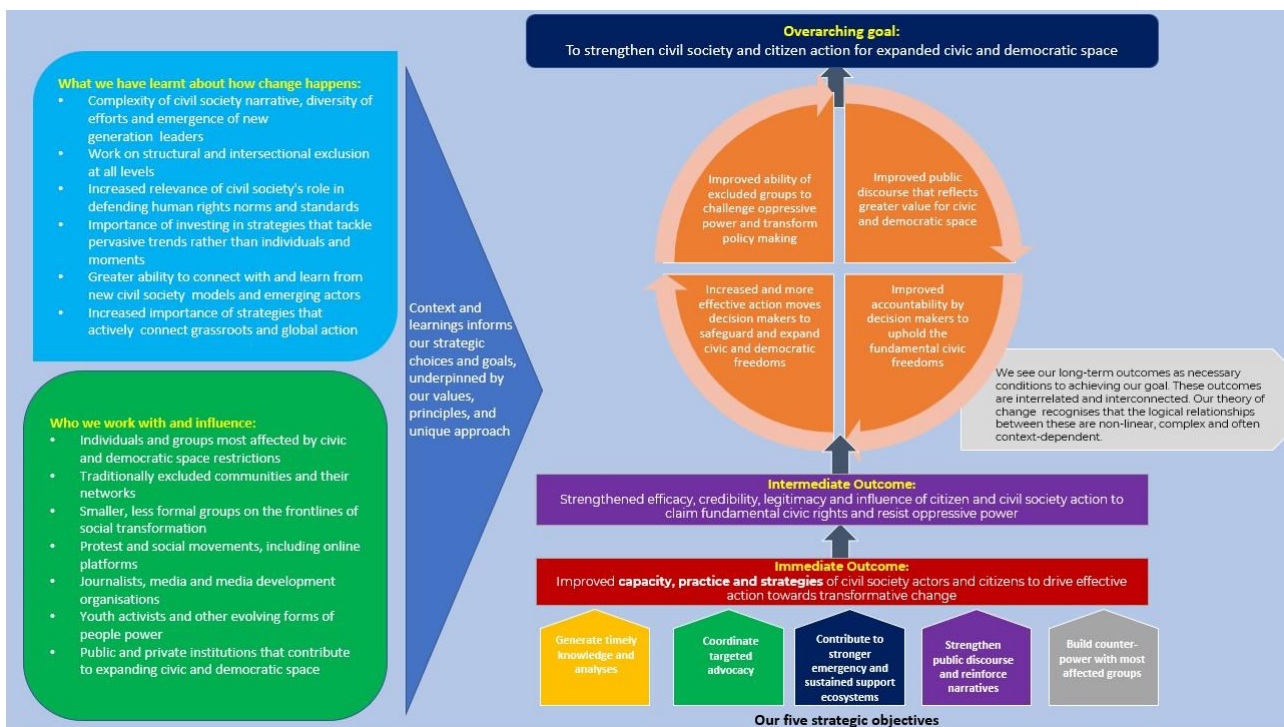 Overarching goal:
To strengthen civil society and citizen action for expanded civic and democratic space
What we have learnt about how change happens:
• Complexity of civil society narrative, diversity of
efforts and emergence of new
generation leaders
• Work on structural and intersectional exclusion
at all levels
• Increased relevance of civil society's role in
defending human rights norms and standards
• Importance of investing in strategies that tackle
pervasive trends rather than individuals and
moments
• Greater ability to connect with and learn from
new civil society models and emerging actors
• Increased importance of strategies that
actively connect grassroots and global action
Who we work with and influence:
• Individuals and groups most affected by civic
and democratic space restrictions
• Traditionally excluded communities and their
networks
• Smaller, less formal groups on the frontlines of
social transformation
• Protest and social movements, including online
platforms
• Journalists, media and media development
organisations
• Youth activists and other evolving forms of
people power
• Public and private institutions that contribute
to expanding civic and democratic space
Context and
learnings informs
our strategic
choices and goals,
underpinned by
our values,
principles, and
unique approach
Improved ability of
excluded groups to
challenge oppressive
power and transform
policy making
Improved public
discourse that reflects
greater value for civic
and democratic space
Increased and more
effective action moves
decision makers to
safeguard and expand
civic and democratic
freedoms
Improved
accountability by
decision makers to
uphold the
fundamental civic
freedoms
We see our long-term outcomes as necessary
conditions to achieving our goal. These outcomes
are interrelated and interconnected. Our theory of
change recognises that the logical relationships
between these are non-linear, complex and often
context-dependent.
Intermediate Outcome:
Strengthened efficacy, credibility, legitimacy and influence of citizen and civil society action to
claim fundamental civic rights and resist oppressive power
Immediate Outcome:
Improved capacity, practice and strategies of civil society actors and citizens to drive effective
action towards transformative change
Generate timely
knowledge and
analyses
Coordinate
targeted
advocacy
Contribute to
stronger
emergency and
sustained support
ecosystems
Strengthen
public discourse
and reinforce
narratives
Build counter-
power with most
affected groups
Our five strategic objectives